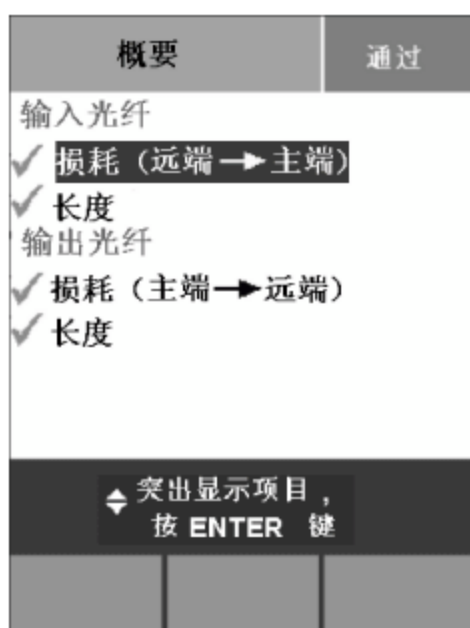 概要
通过
输入光纤
损耗（远端→主端）
长度
输出光纤
损耗（主端→远端）
长度
突出显示项目，
按 ENTER 键